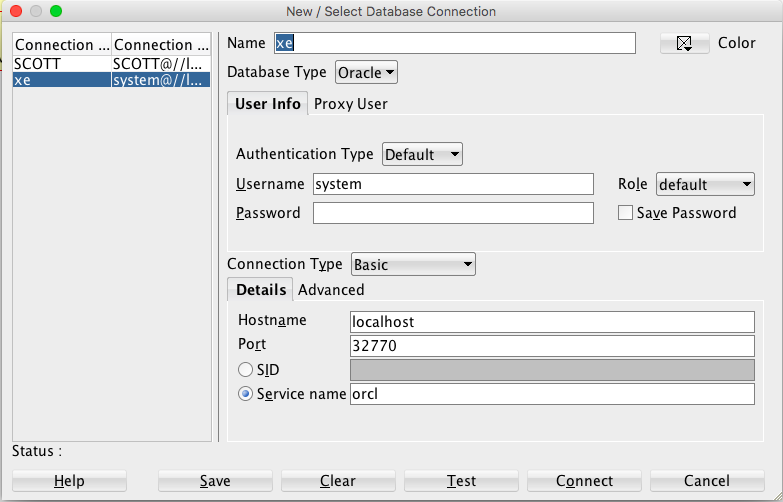 New / Select Database Connection
Connection ... Connection ...
SCOTT SCOTT@//l...
xe system@//l...
Name xe Color
Database Type Oracle
User Info Proxy User
Authentication Type Default
Username system Role default
Password Save Password
Connection Type Basic
Details Advanced
Hostname localhost
Port 32770
SID
Service name orcl
Status :
Help Save Clear Test Connect Cancel